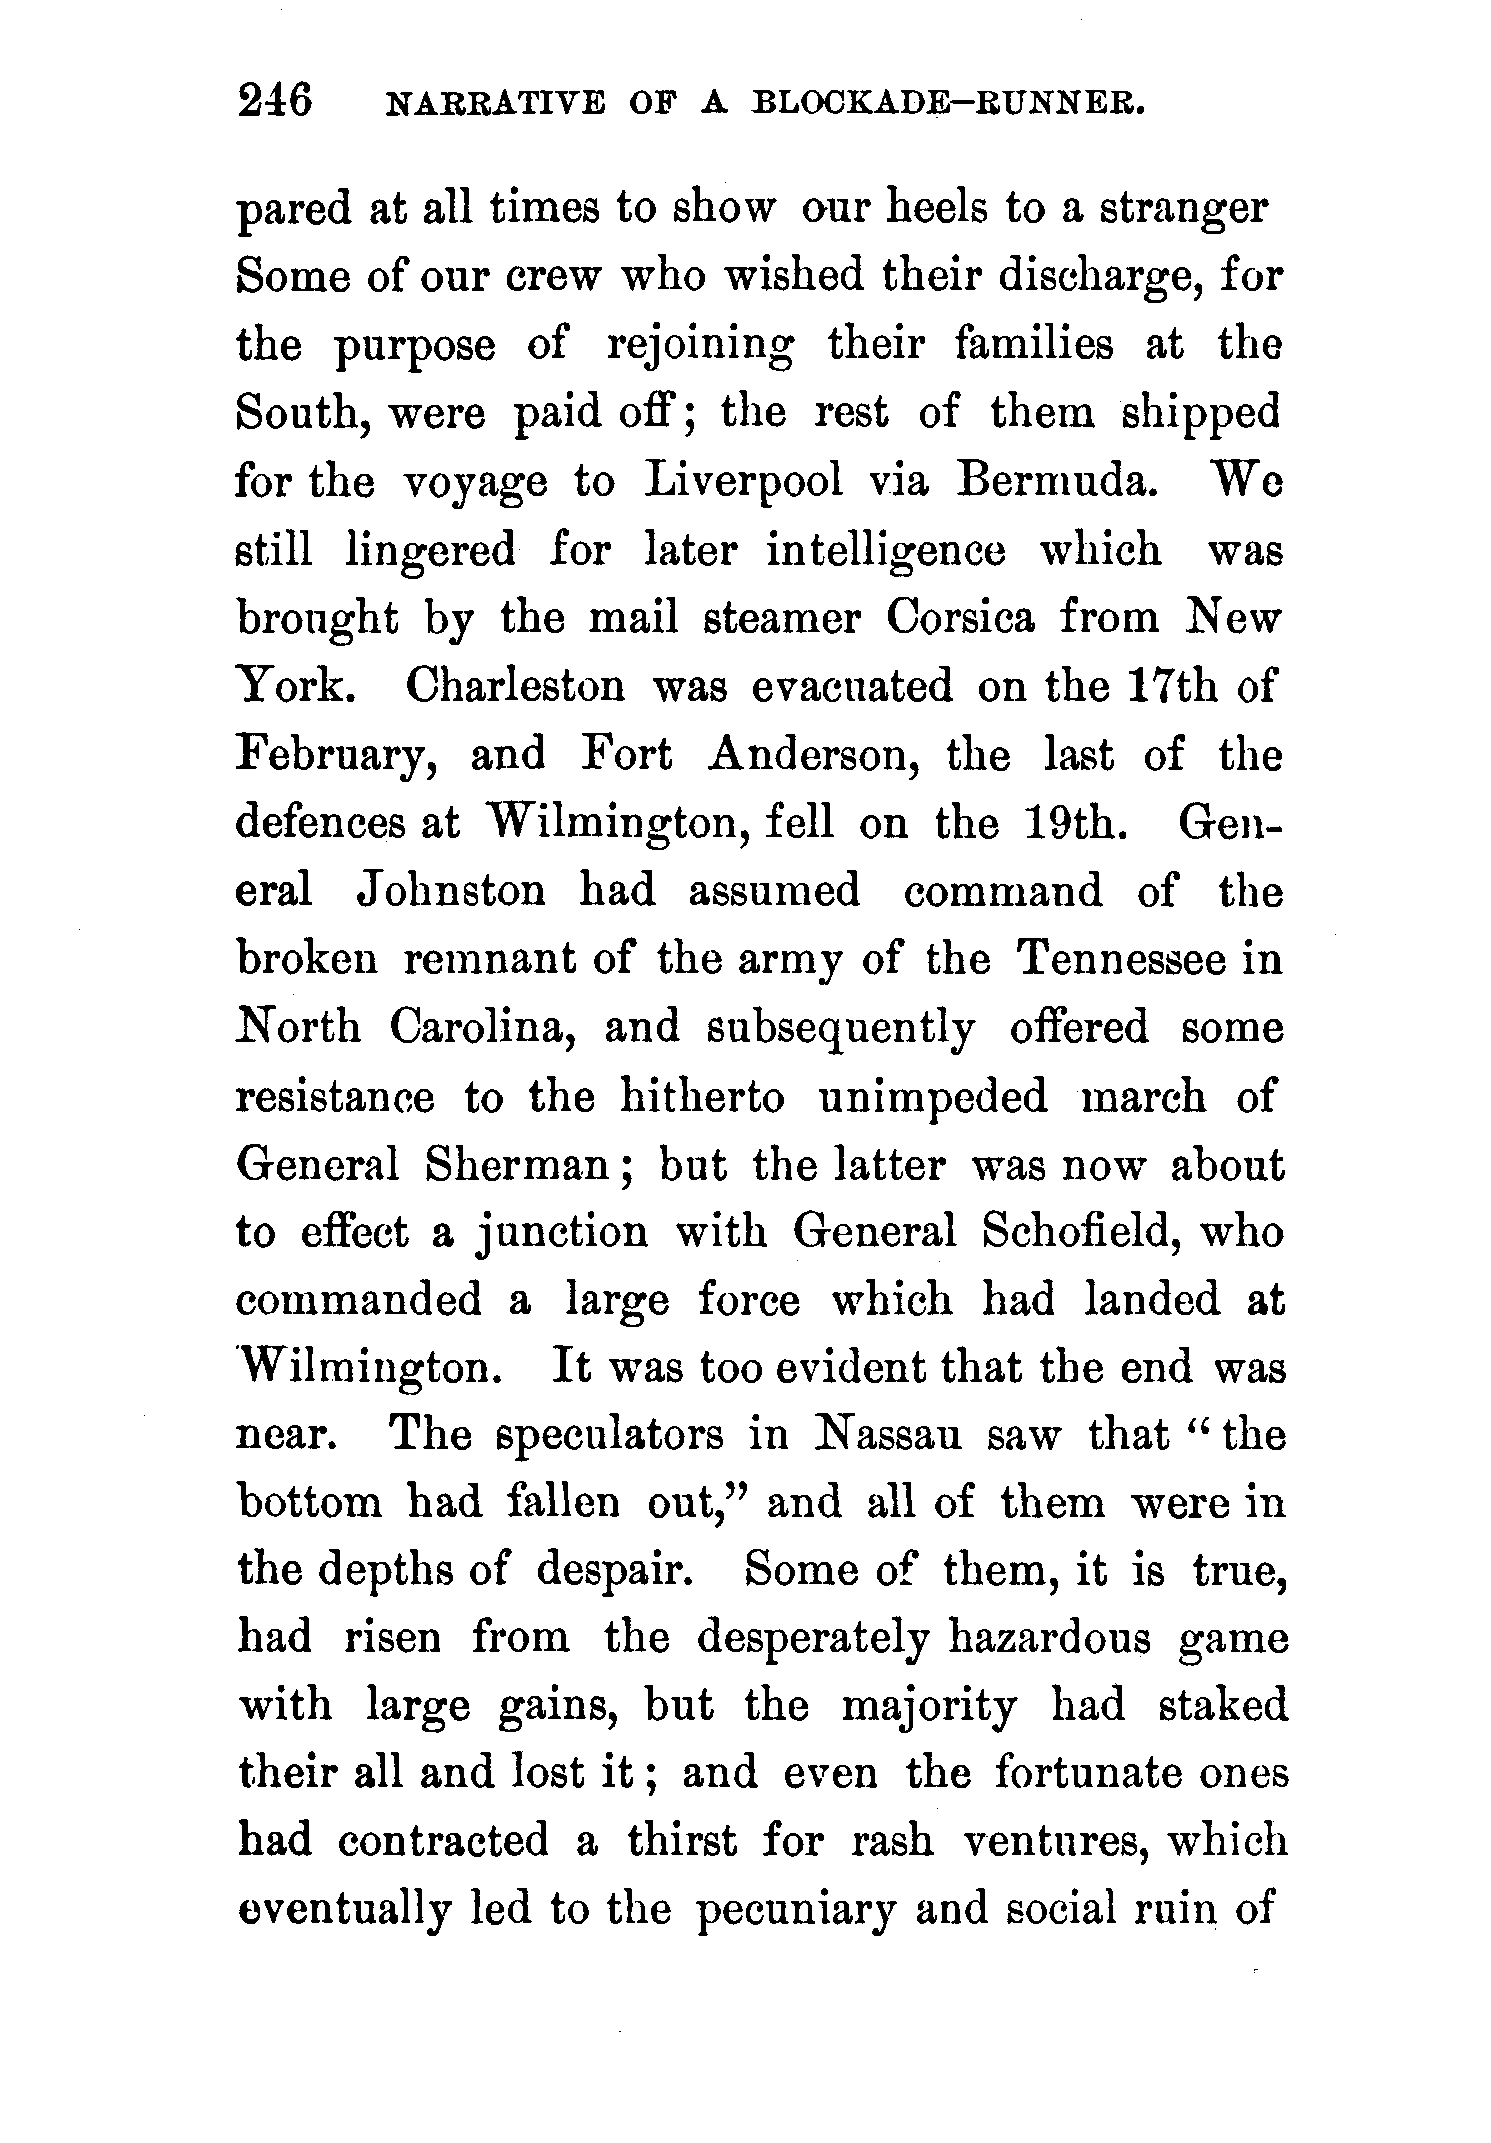 246 NARRATIVE OF A BLOCKADE-RUNNER.
pared at all times to show our heels to a stranger
Some of our crew who wished their discharge, for
the purpose of rejoining their families at the
South, were paid off; the rest of them shipped
for the voyage to Liverpool via Bermuda. We
still lingered for later intelligence which was
brought by the mail steamer Corsica from New
York. Charleston was evacuated on the 17th of
February, and Fort Anderson, the last of the
defences at Wilmington, fell on the 19th. Gen-
eral Johnston had assumed command of the
broken remnant of the army of the Tennessee in
North Carolina, and subsequently offered some
resistance to the hitherto unimpeded march of
General Sherman; but the latter was now about
to effect a junction with General Schofield, who
commanded a large force which had landed at
Wilmington. It was too evident that the end was
near. The speculators in Nassau saw that "the
bottom had fallen out," and all of them were in
the depths of despair. Some of them, it is true,
had risen from the desperately hazardous game
with large gains, but the majority had staked
their all and lost it; and even the fortunate ones
had contracted a thirst for rash ventures, which
eventually led to the pecuniary and social ruin of